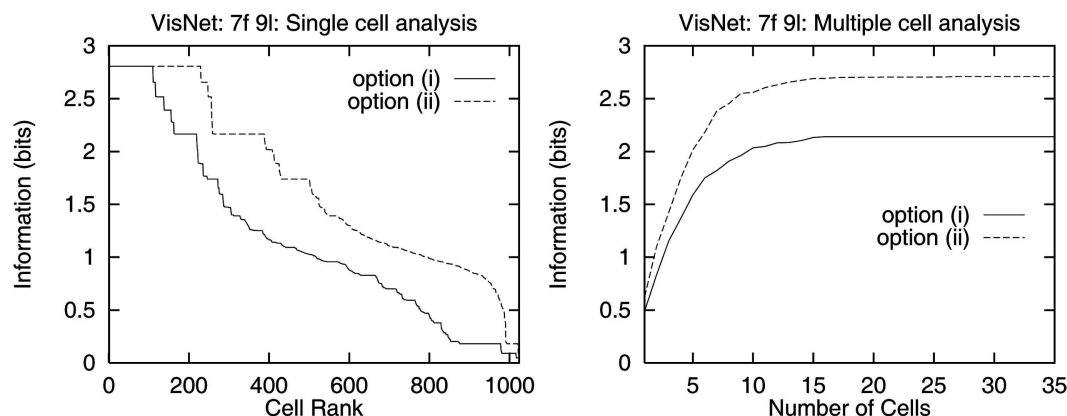 VisNet: 7f 9l: Single cell analysis
3
2.5
2
1.5
1
0.5
0
Information (bits)
option (i)
option (ii)
0 200 400 600 800 1000
Cell Rank
VisNet: 7f 9l: Multiple cell analysis
3
2.5
2
1.5
1
0.5
0
Information (bits)
option (i)
option (ii)
5 10 15 20 25 30 35
Number of Cells